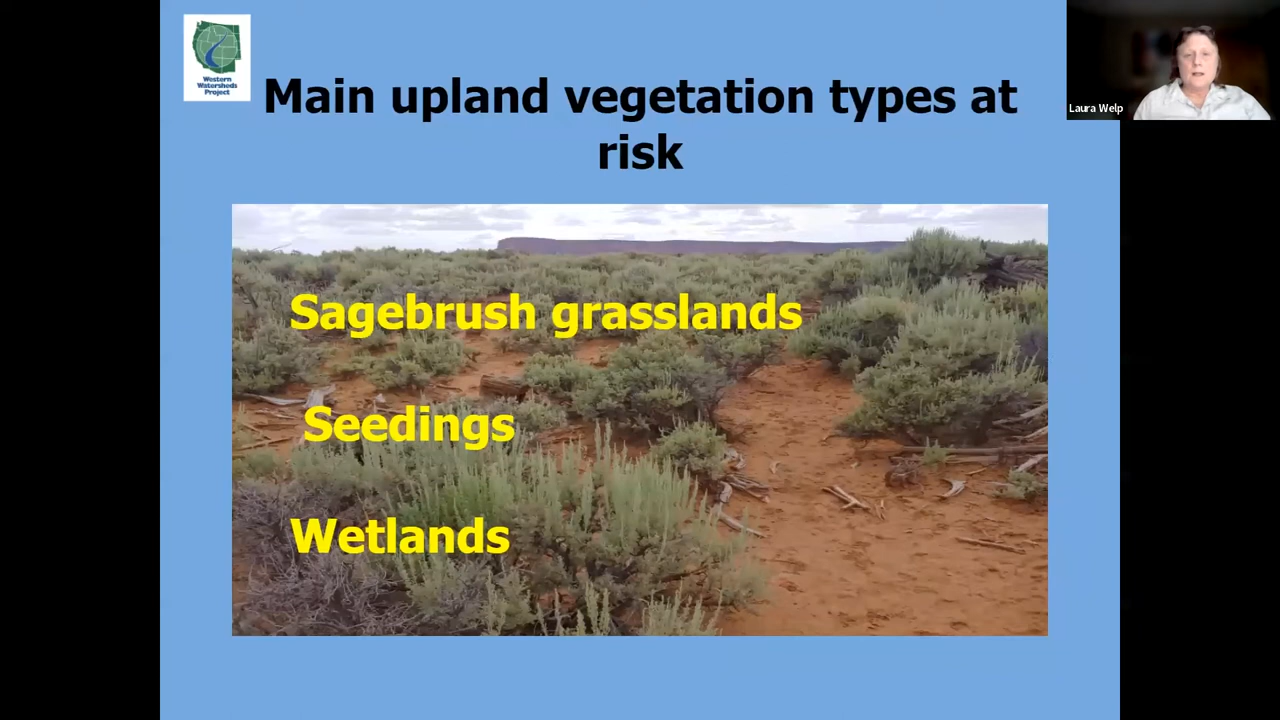 Western
Watersheds
Project
Main upland vegetation types at
risk
Laura Welp
Sagebrush grasslands
Seedings
Wetlands